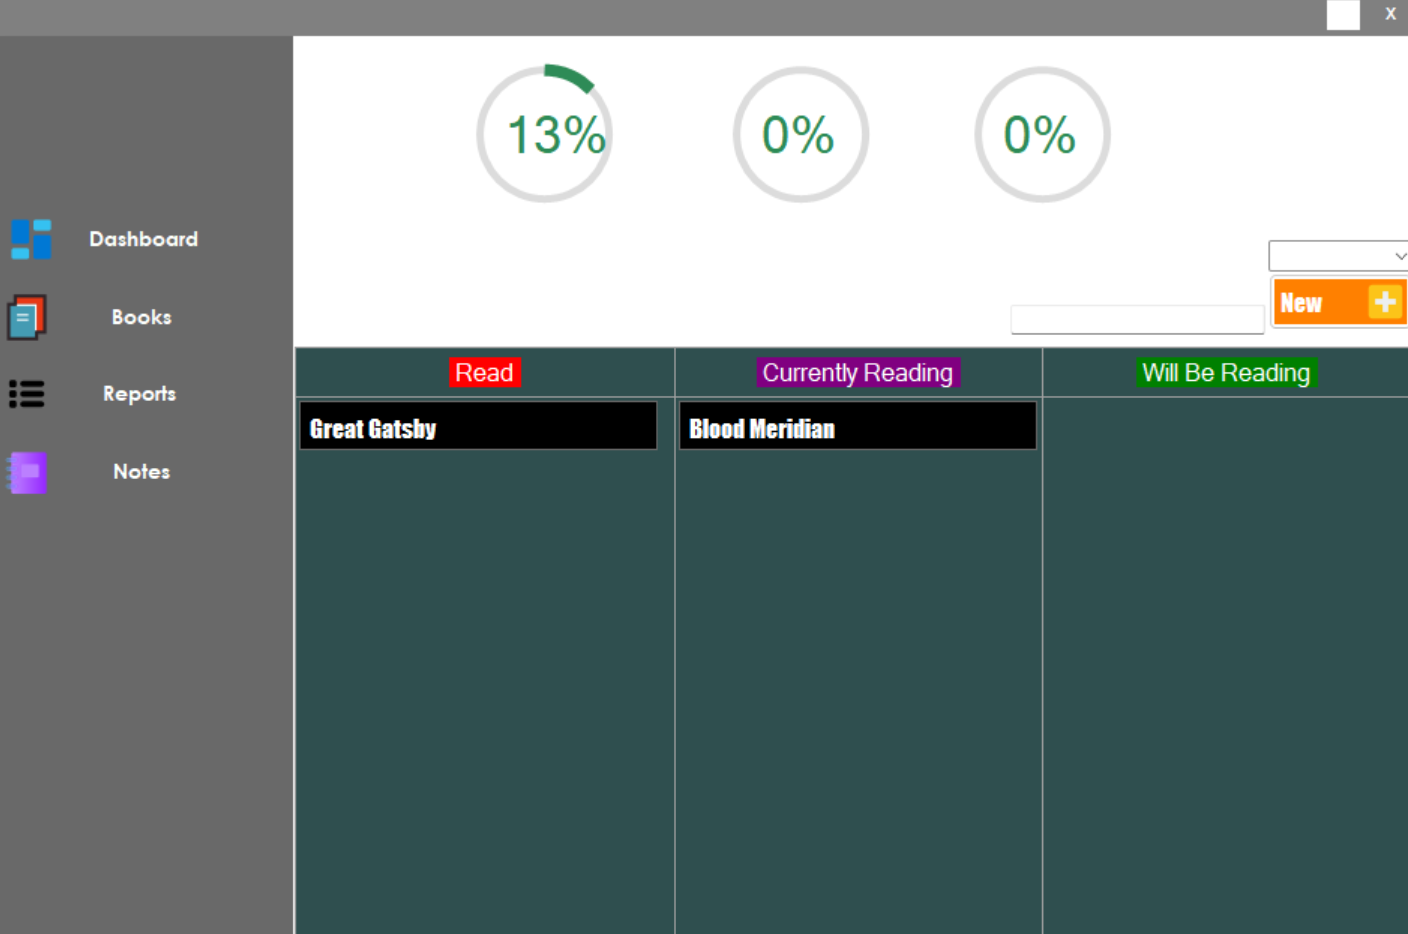 X
13%
0%
0%
Dashboard
Books
Reports
Notes
New
Read
Currently Reading
Will Be Reading
Great Gatsby
Blood Meridian